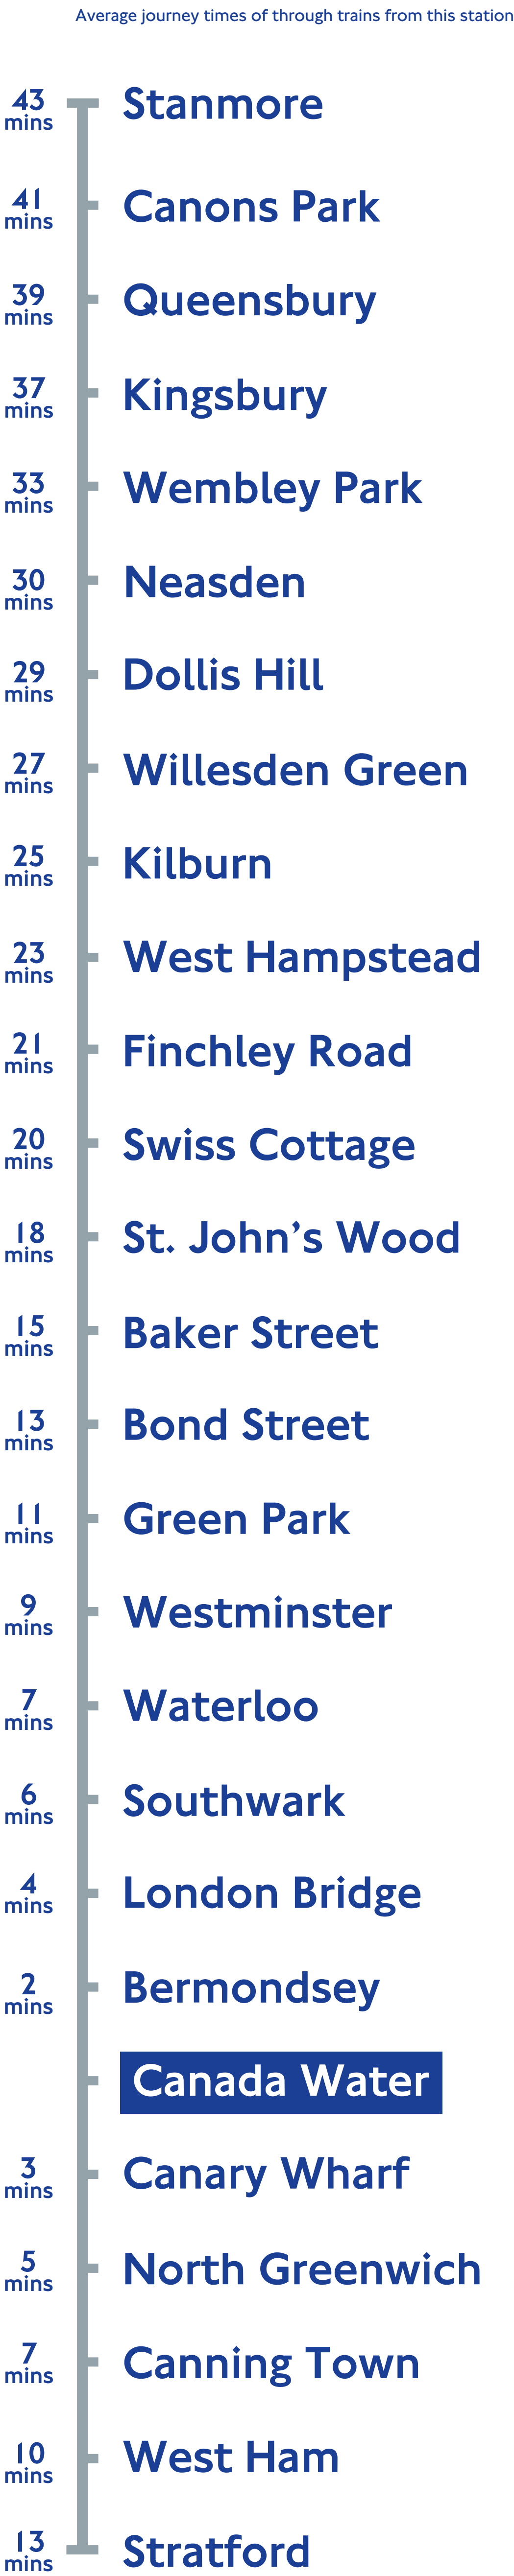 Average journey times of through trains from this station
43 mins Stanmore
41 mins Canons Park
39 mins Queensbury
37 mins Kingsbury
33 mins Wembley Park
30 mins Neasden
29 mins Dollis Hill
27 mins Willesden Green
25 mins Kilburn
23 mins West Hampstead
21 mins Finchley Road
20 mins Swiss Cottage
18 mins St. John’s Wood
15 mins Baker Street
13 mins Bond Street
11 mins Green Park
9 mins Westminster
7 mins Waterloo
6 mins Southwark
4 mins London Bridge
2 mins Bermondsey
Canada Water
3 mins Canary Wharf
5 mins North Greenwich
7 mins Canning Town
10 mins West Ham
13 mins Stratford